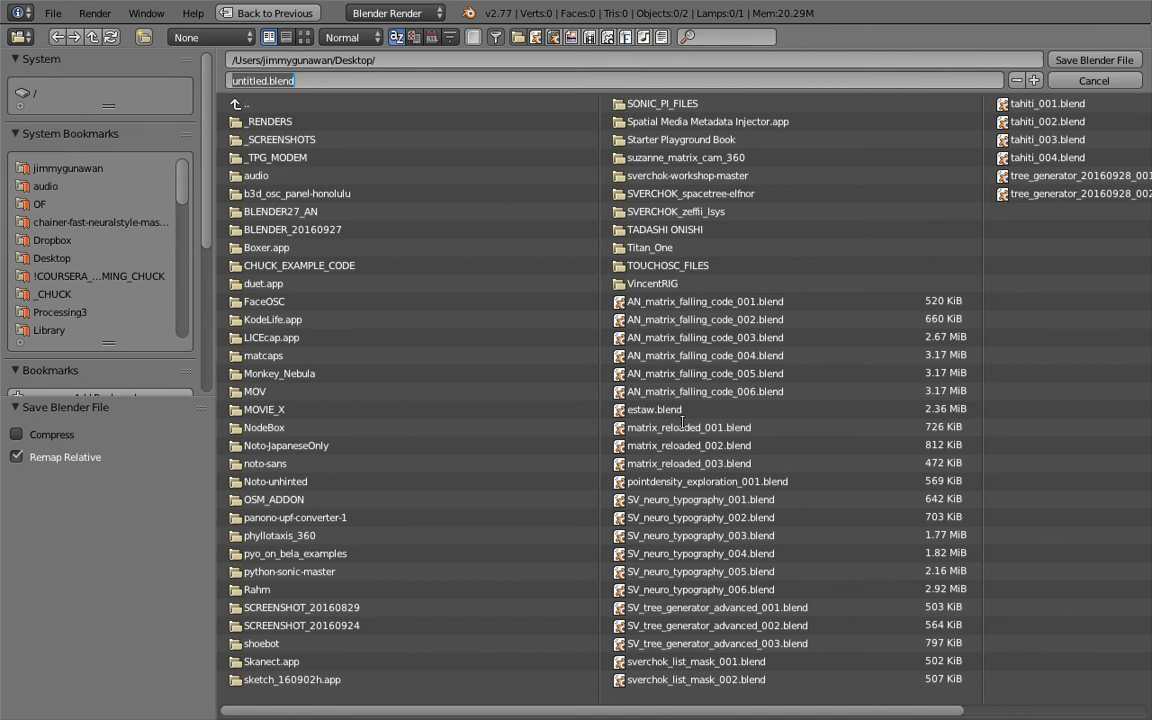 File Render Window Help Back to Previous Blender Render v2.77 | Verts:0 | Faces:0 | Tris:0 | Objects:0/2 | Lamps:0/1 | Mem:20.29M
None Normal
System
/
System Bookmarks
jimmygunawan
audio
OF
chainer-fast-neuralstyle-mas...
Dropbox
Desktop
!COURSERA_...MING_CHUCK
_CHUCK
Processing3
Library
Bookmarks
Save Blender File
Compress
Remap Relative
/Users/jimmygunawan/Desktop/ Save Blender File
untitled.blend Cancel
..
_RENDERS
_SCREENSHOTS
_TPG_MODEM
audio
b3d_osc_panel-honolulu
BLENDER27_AN
BLENDER_20160927
Boxer.app
CHUCK_EXAMPLE_CODE
duet.app
FaceOSC
KodeLife.app
LICEcap.app
matcaps
Monkey_Nebula
MOV
MOVIE_X
NodeBox
Noto-JapaneseOnly
noto-sans
Noto-unhinted
OSM_ADDON
panono-upf-converter-1
phyllotaxis_360
pyo_on_bela_examples
python-sonic-master
Rahm
SCREENSHOT_20160829
SCREENSHOT_20160924
shoebot
Skanect.app
sketch_160902h.app
SONIC_PI_FILES
Spatial Media Metadata Injector.app
Starter Playground Book
suzanne_matrix_cam_360
sverchok-workshop-master
SVERCHOK_spacetree-elfnor
SVERCHOK_zeffii_lsys
TADASHI ONISHI
Titan_One
TOUCHOSC_FILES
VincentRIG
AN_matrix_falling_code_001.blend 520 KiB
AN_matrix_falling_code_002.blend 660 KiB
AN_matrix_falling_code_003.blend 2.67 MiB
AN_matrix_falling_code_004.blend 3.17 MiB
AN_matrix_falling_code_005.blend 3.17 MiB
AN_matrix_falling_code_006.blend 3.17 MiB
estaw.blend 2.36 MiB
matrix_reloaded_001.blend 726 KiB
matrix_reloaded_002.blend 812 KiB
matrix_reloaded_003.blend 472 KiB
pointdensity_exploration_001.blend 569 KiB
SV_neuro_typography_001.blend 642 KiB
SV_neuro_typography_002.blend 703 KiB
SV_neuro_typography_003.blend 1.77 MiB
SV_neuro_typography_004.blend 1.82 MiB
SV_neuro_typography_005.blend 2.16 MiB
SV_neuro_typography_006.blend 2.92 MiB
SV_tree_generator_advanced_001.blend 503 KiB
SV_tree_generator_advanced_002.blend 564 KiB
SV_tree_generator_advanced_003.blend 797 KiB
sverchok_list_mask_001.blend 502 KiB
sverchok_list_mask_002.blend 507 KiB
tahiti_001.blend
tahiti_002.blend
tahiti_003.blend
tahiti_004.blend
tree_generator_20160928_001
tree_generator_20160928_002